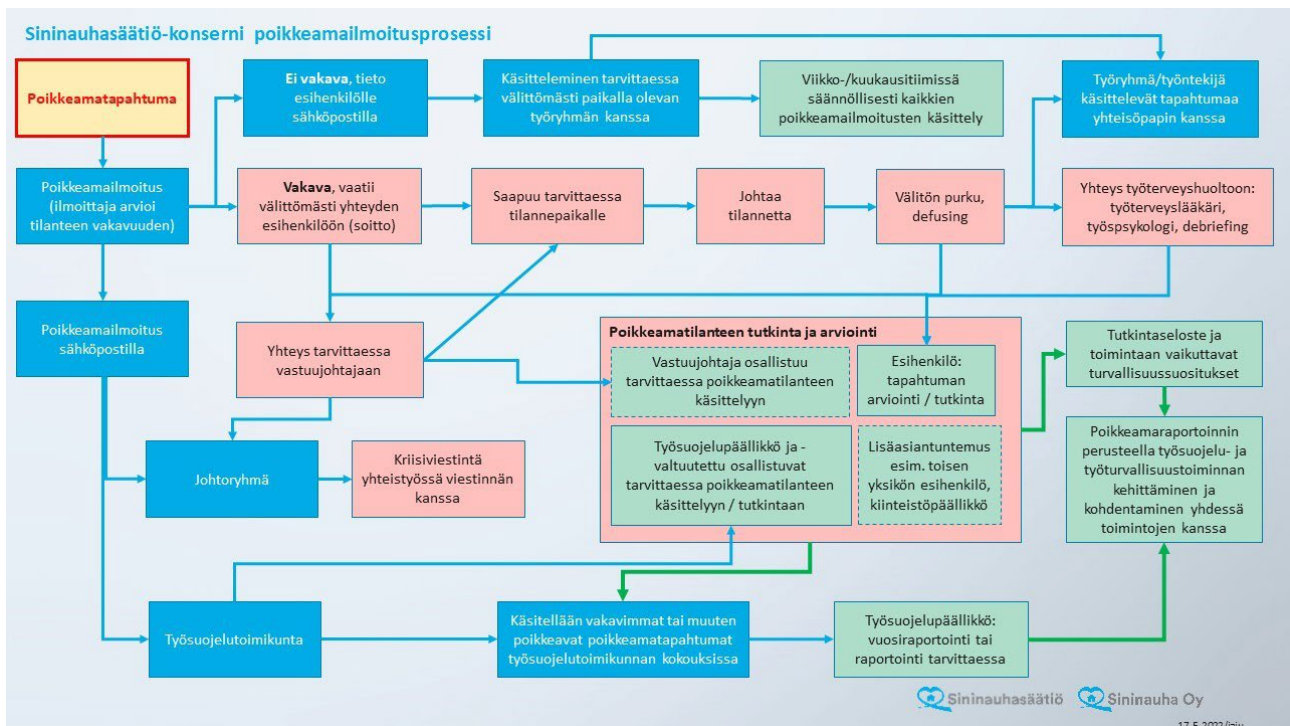 Sininauhasäätiö-konserni poikkeamailmoitusprosessi
Poikkeamatapahtuma
Ei vakava, tieto
esihenkilölle
sähköpostilla
Käsitteleminen tarvittaessa
välittömästi paikalla olevan
työryhmän kanssa
Viikko-/kuukausitiimissä
säännöllisesti kaikkien
poikkeamailmoitusten käsittely
Työryhmä/työntekijä
käsittelevät tapahtumaa
yhteisöpapin kanssa
Poikkeamailmoitus
(ilmoittaja arvioi
tilanteen vakavuuden)
Vakava, vaatii
välittömästi yhteyden
esihenkilöön (soitto)
Saapuu tarvittaessa
tilannepaikalle
Johtaa
tilannetta
Välitön purku,
defusing
Yhteys työterveyshuoltoon:
työterveyslääkäri,
työspsykologi, debriefing
Poikkeamailmoitus
sähköpostilla
Yhteys tarvittaessa
vastuujohtajaan
Poikkeamatilanteen tutkinta ja arviointi
Vastuujohtaja osallistuu
tarvittaessa poikkeamatilanteen
käsittelyyn
Esihenkilö:
tapahtuman
arviointi / tutkinta
Työsuojelupäällikkö ja -
valtuutettu osallistuvat
tarvittaessa poikkeamatilanteen
käsittelyyn / tutkintaan
Lisäasiantuntemus
esim. toisen
yksikön esihenkilö,
kiinteistöpäällikkö
Tutkintaseloste ja
toimintaan vaikuttavat
turvallisuussuositukset
Poikkeamaraportoinnin
perusteella työsuojelu- ja
työturvallisuustoiminnan
kehittäminen ja
kohdentaminen yhdessä
toimintojen kanssa
Johtoryhmä
Kriisiviestintä
yhteistyössä viestinnän
kanssa
Työsuojelutoimikunta
Käsitellään vakavimmat tai muuten
poikkeavat poikkeamatapahtumat
työsuojelutoimikunnan kokouksissa
Työsuojelupäällikkö:
vuosiraportointi tai
raportointi tarvittaessa
Sininauhasäätiö
Sininauha Oy